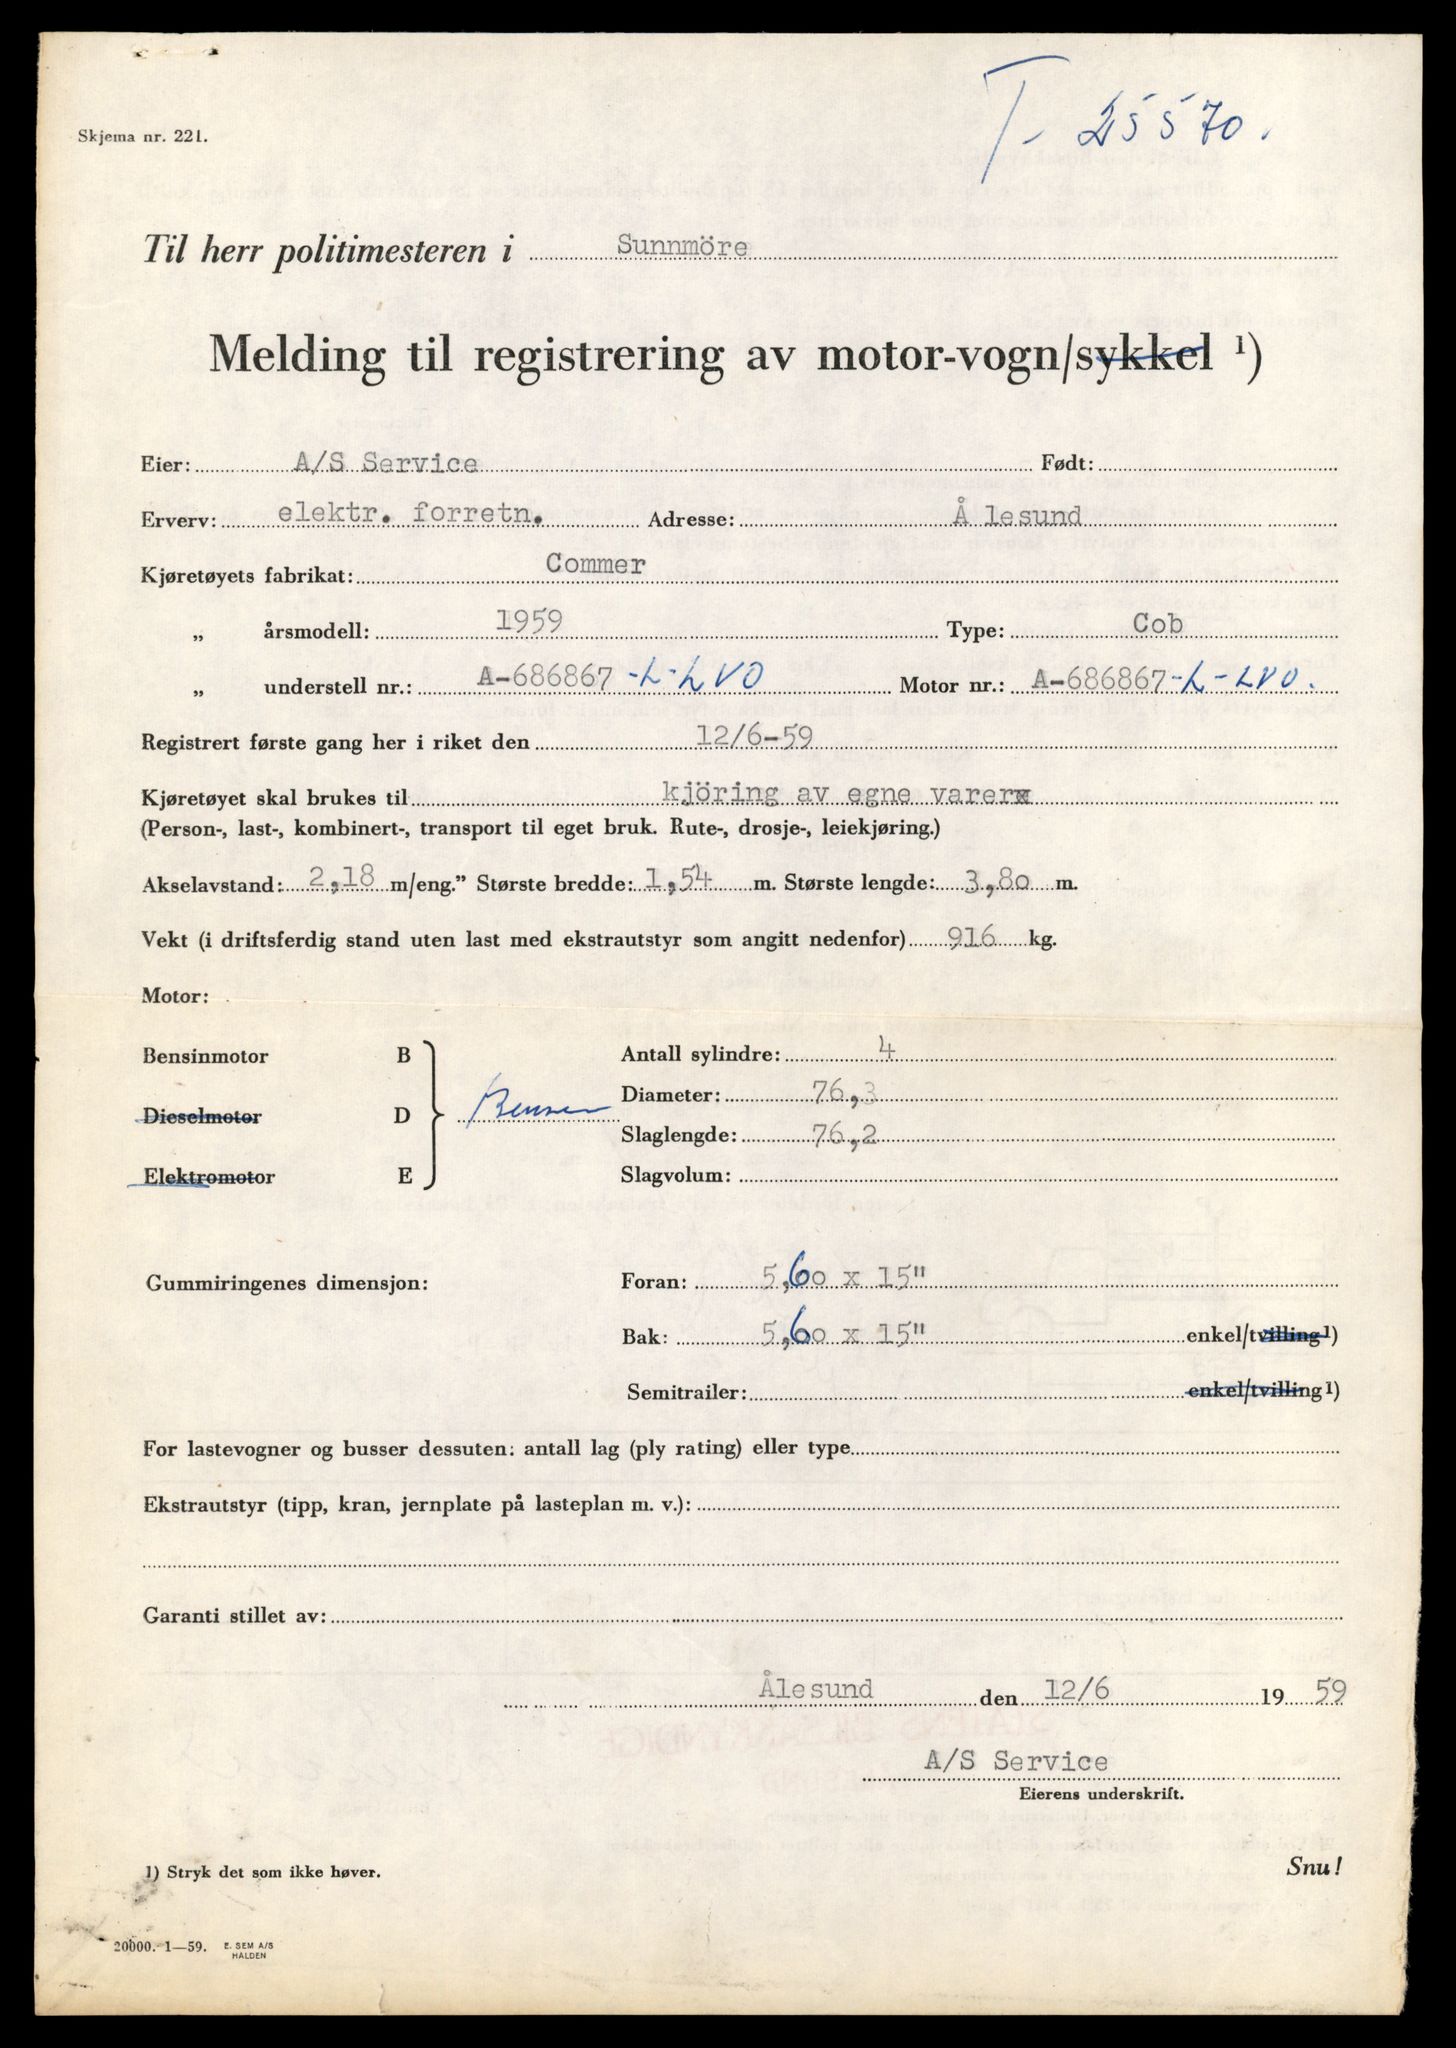 T- 25570.
Skjema nr. 221.
Til herr politimesteren i Sunnmöre
Melding til registrering av motor-vogn/sykkel 1)
Eier: A/S Service Født:
Erverv: elektr. forretn. Adresse: Å lesund
Kjøretøyets fabrikat: Commer
„ årsmodell: 1959 Type: Cob
„ understell nr.: A-686867 -L-LVO Motor nr.: A-686867-L-LVO.
Registrert første gang her i riket den 12/6-59
Kjøretøyet skal brukes til kjöring av egne varerx
(Person-, last-, kombinert-, transport til eget bruk. Rute-, drosje-, leiekjøring.)
Akselavstand: 2,18 m/eng.” Største bredde: 1,54 m. Største lengde: 3,80 m.
Vekt (i driftsferdig stand uten last med ekstrautstyr som angitt nedenfor) 916 kg.
Motor:
Bensinmotor B Antall sylindre: 4
Diameter: 76,3
Dieselmotor D Bensin
Slaglengde: 76,2
Elektromotor E Slagvolum:
Gummiringenes dimensjon: Foran: 5,60 x 15"
Bak: 5,60 x 15" enkel/tvilling1)
Semitrailer: enkel/tvilling1)
For lastevogner og busser dessuten: antall lag (ply rating) eller type
Ekstrautstyr (tipp, kran, jernplate på lasteplan m. v.):
Garanti stillet av:
Ålesund den 12/6 19 59
A/S Service
Eierens underskrift.
1) Stryk det som ikke høver.
Snu!
20000. 1—59. E. SEM A/S
HALDEN